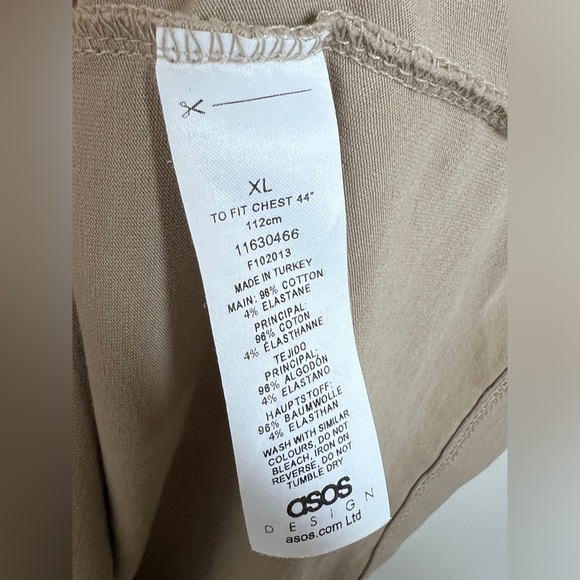 XL
TO FIT CHEST 44"
112cm
11630466
F102013
MADE IN TURKEY
MAIN: 96% COTTON
4% ELASTANE
PRINCIPAL:
96% COTON
4% ÉLASTHANNE
TEJIDO
PRINCIPAL:
96% ALGODÓN
4% ELASTANO
HAUPTSTOFF:
96% BAUMWOLLE
4% ELASTHAN
WASH WITH SIMILAR
COLOURS, DO NOT
BLEACH, IRON ON
REVERSE, DO NOT
TUMBLE DRY
asos
DESIGN
asos.com Ltd